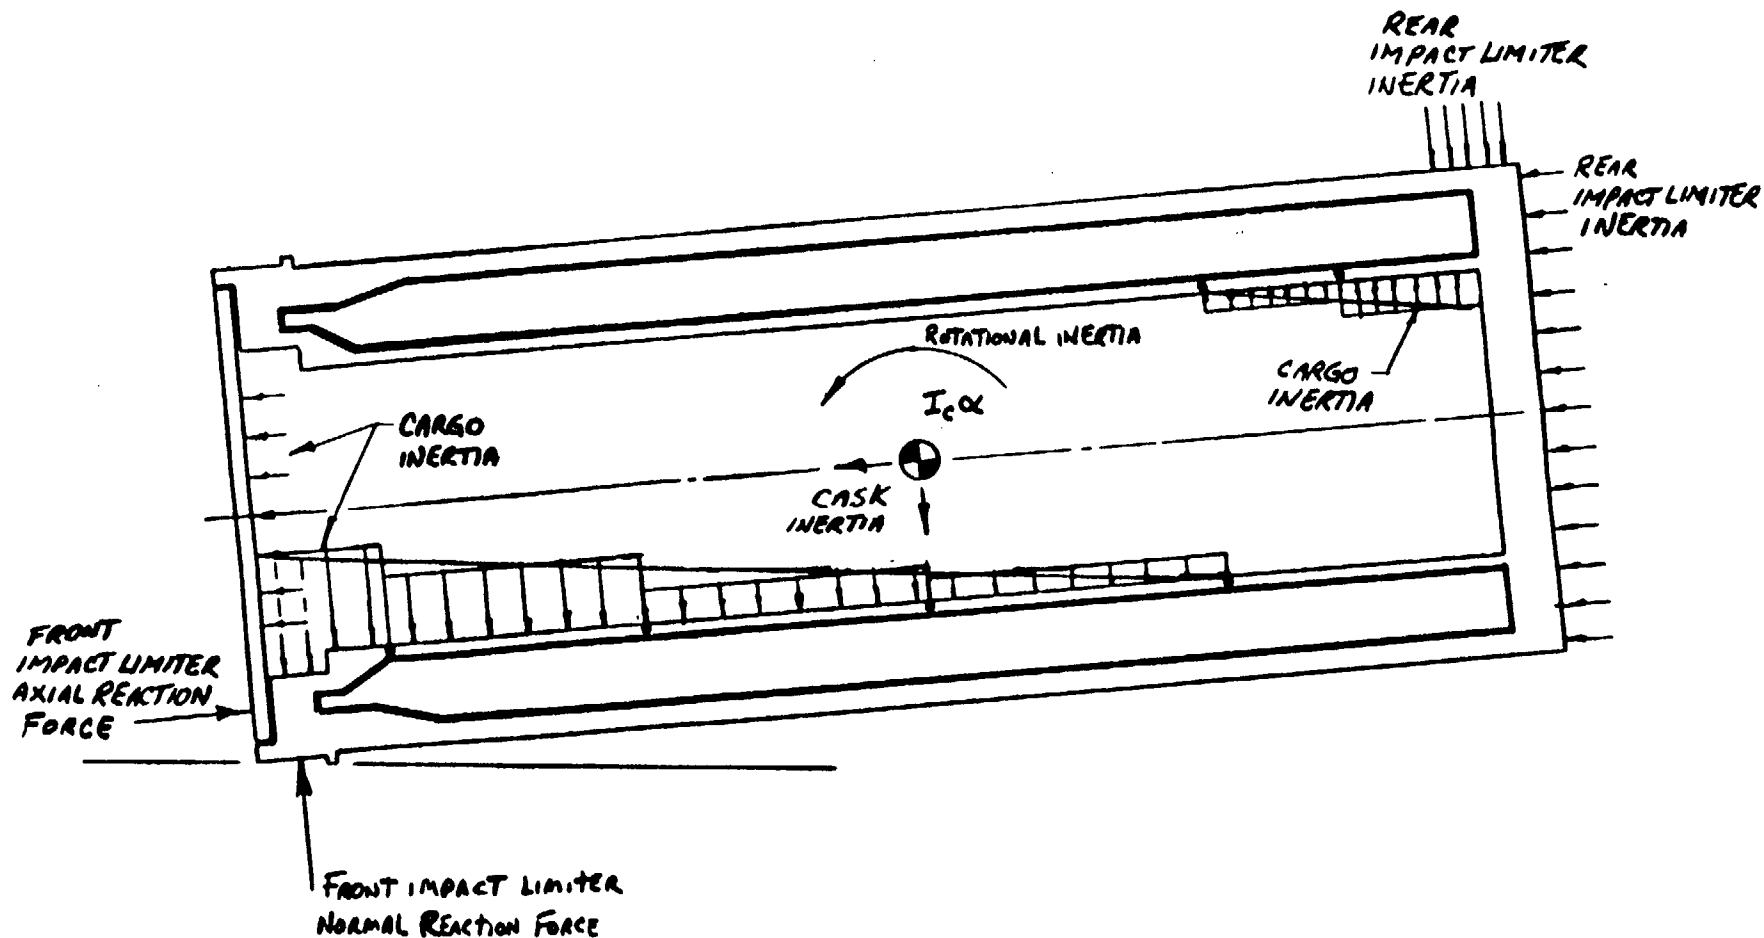 REAR
IMPACT LIMITER
INERTIA
REAR
IMPACT LIMITER
INERTIA
ROTATIONAL INERTIA
CARGO
INERTIA
I_c α
CARGO
INERTIA
CASK
INERTIA
FRONT
IMPACT LIMITER
AXIAL REACTION
FORCE
FRONT IMPACT LIMITER
NORMAL REACTION FORCE